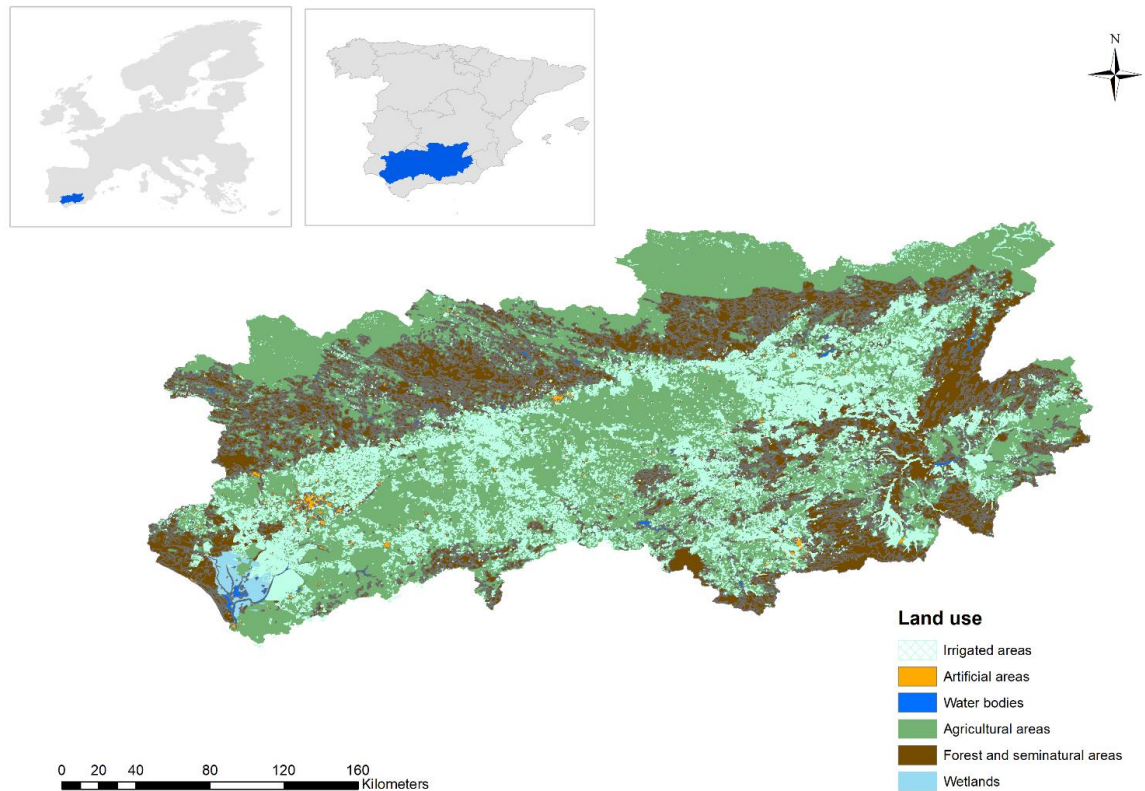 N
Land use
Irrigated areas
Artificial areas
Water bodies
Agricultural areas
Forest and seminatural areas
Wetlands
0 20 40 80 120 160
Kilometers